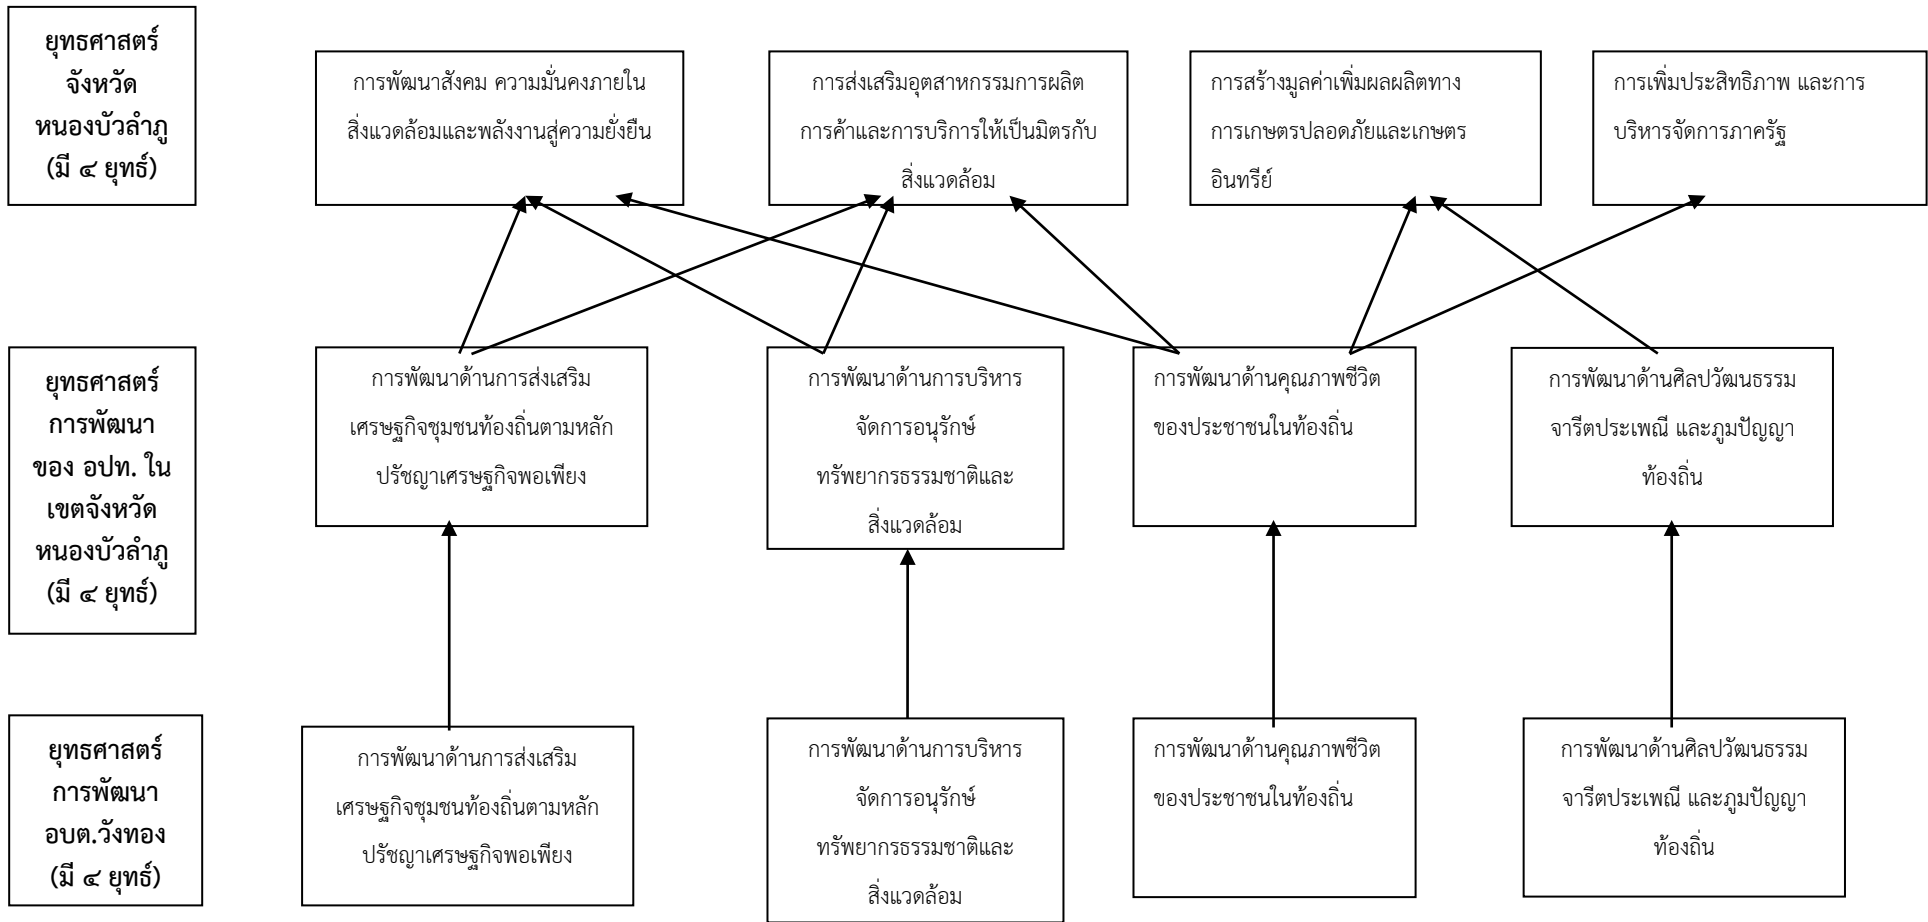 ยุทธศาสตร์
จังหวัด
หนองบัวลำภู
(มี ๔ ยุทธ์)
การพัฒนาสังคม ความมั่นคงภายใน
สิ่งแวดล้อมและพลังงานสู่ความยั่งยืน
การส่งเสริมอุตสาหกรรมการผลิต
การค้าและการบริการให้เป็นมิตรกับ
สิ่งแวดล้อม
การสร้างมูลค่าเพิ่มผลผลิตทาง
การเกษตรปลอดภัยและเกษตร
อินทรีย์
การเพิ่มประสิทธิภาพ และการ
บริหารจัดการภาครัฐ
ยุทธศาสตร์
การพัฒนา
ของ อปท. ใน
เขตจังหวัด
หนองบัวลำภู
(มี ๔ ยุทธ์)
การพัฒนาด้านการส่งเสริม
เศรษฐกิจชุมชนท้องถิ่นตามหลัก
ปรัชญาเศรษฐกิจพอเพียง
การพัฒนาด้านการบริหาร
จัดการอนุรักษ์
ทรัพยากรธรรมชาติและ
สิ่งแวดล้อม
การพัฒนาด้านคุณภาพชีวิต
ของประชาชนในท้องถิ่น
การพัฒนาด้านศิลปวัฒนธรรม
จารีตประเพณี และภูมปัญญา
ท้องถิ่น
ยุทธศาสตร์
การพัฒนา
อบต.วังทอง
(มี ๔ ยุทธ์)
การพัฒนาด้านการส่งเสริม
เศรษฐกิจชุมชนท้องถิ่นตามหลัก
ปรัชญาเศรษฐกิจพอเพียง
การพัฒนาด้านการบริหาร
จัดการอนุรักษ์
ทรัพยากรธรรมชาติและ
สิ่งแวดล้อม
การพัฒนาด้านคุณภาพชีวิต
ของประชาชนในท้องถิ่น
การพัฒนาด้านศิลปวัฒนธรรม
จารีตประเพณี และภูมปัญญา
ท้องถิ่น